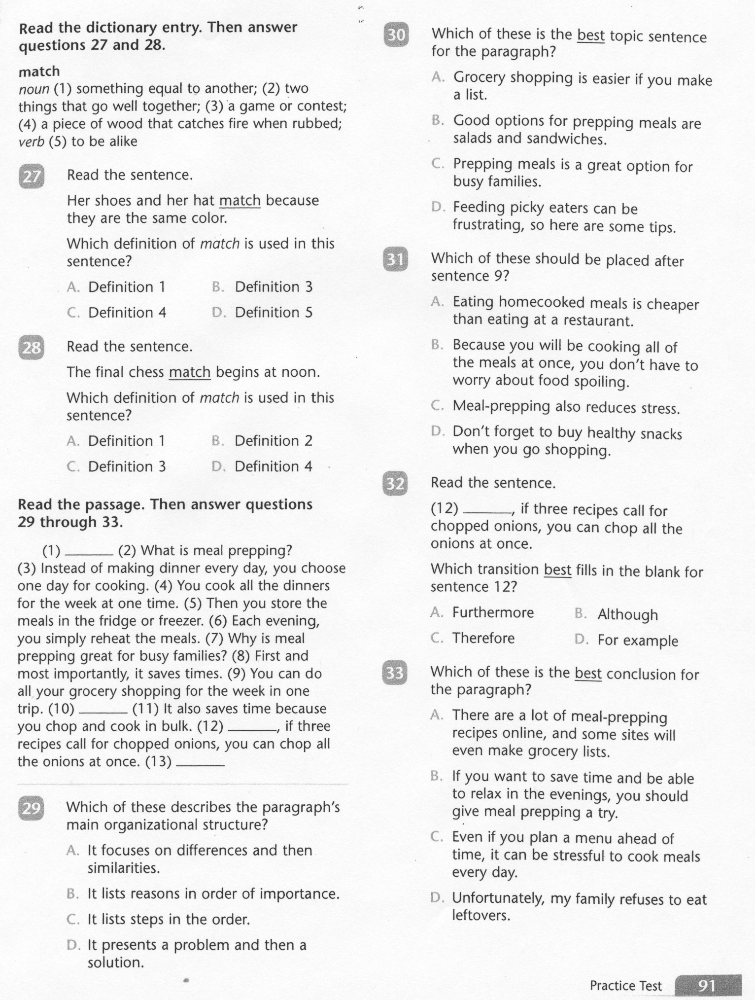 Read the dictionary entry. Then answer
questions 27 and 28.
match
noun (1) something equal to another; (2) two
things that go well together; (3) a game or contest;
(4) a piece of wood that catches fire when rubbed;
verb (5) to be alike
27 Read the sentence.
Her shoes and her hat match because
they are the same color.
Which definition of match is used in this
sentence?
A. Definition 1 B. Definition 3
C. Definition 4 D. Definition 5
28 Read the sentence.
The final chess match begins at noon.
Which definition of match is used in this
sentence?
A. Definition 1 B. Definition 2
C. Definition 3 D. Definition 4
Read the passage. Then answer questions
29 through 33.
(1) ______ (2) What is meal prepping?
(3) Instead of making dinner every day, you choose
one day for cooking. (4) You cook all the dinners
for the week at one time. (5) Then you store the
meals in the fridge or freezer. (6) Each evening,
you simply reheat the meals. (7) Why is meal
prepping great for busy families? (8) First and
most importantly, it saves times. (9) You can do
all your grocery shopping for the week in one
trip. (10) ______ (11) It also saves time because
you chop and cook in bulk. (12) ______, if three
recipes call for chopped onions, you can chop all
the onions at once. (13) ______
29 Which of these describes the paragraph's
main organizational structure?
A. It focuses on differences and then
similarities.
B. It lists reasons in order of importance.
C. It lists steps in the order.
D. It presents a problem and then a
solution.
30 Which of these is the best topic sentence
for the paragraph?
A. Grocery shopping is easier if you make
a list.
B. Good options for prepping meals are
salads and sandwiches.
C. Prepping meals is a great option for
busy families.
D. Feeding picky eaters can be
frustrating, so here are some tips.
31 Which of these should be placed after
sentence 9?
A. Eating homecooked meals is cheaper
than eating at a restaurant.
B. Because you will be cooking all of
the meals at once, you don't have to
worry about food spoiling.
C. Meal-prepping also reduces stress.
D. Don't forget to buy healthy snacks
when you go shopping.
32 Read the sentence.
(12) ______, if three recipes call for
chopped onions, you can chop all the
onions at once.
Which transition best fills in the blank for
sentence 12?
A. Furthermore B. Although
C. Therefore D. For example
33 Which of these is the best conclusion for
the paragraph?
A. There are a lot of meal-prepping
recipes online, and some sites will
even make grocery lists.
B. If you want to save time and be able
to relax in the evenings, you should
give meal prepping a try.
C. Even if you plan a menu ahead of
time, it can be stressful to cook meals
every day.
D. Unfortunately, my family refuses to eat
leftovers.
Practice Test 91